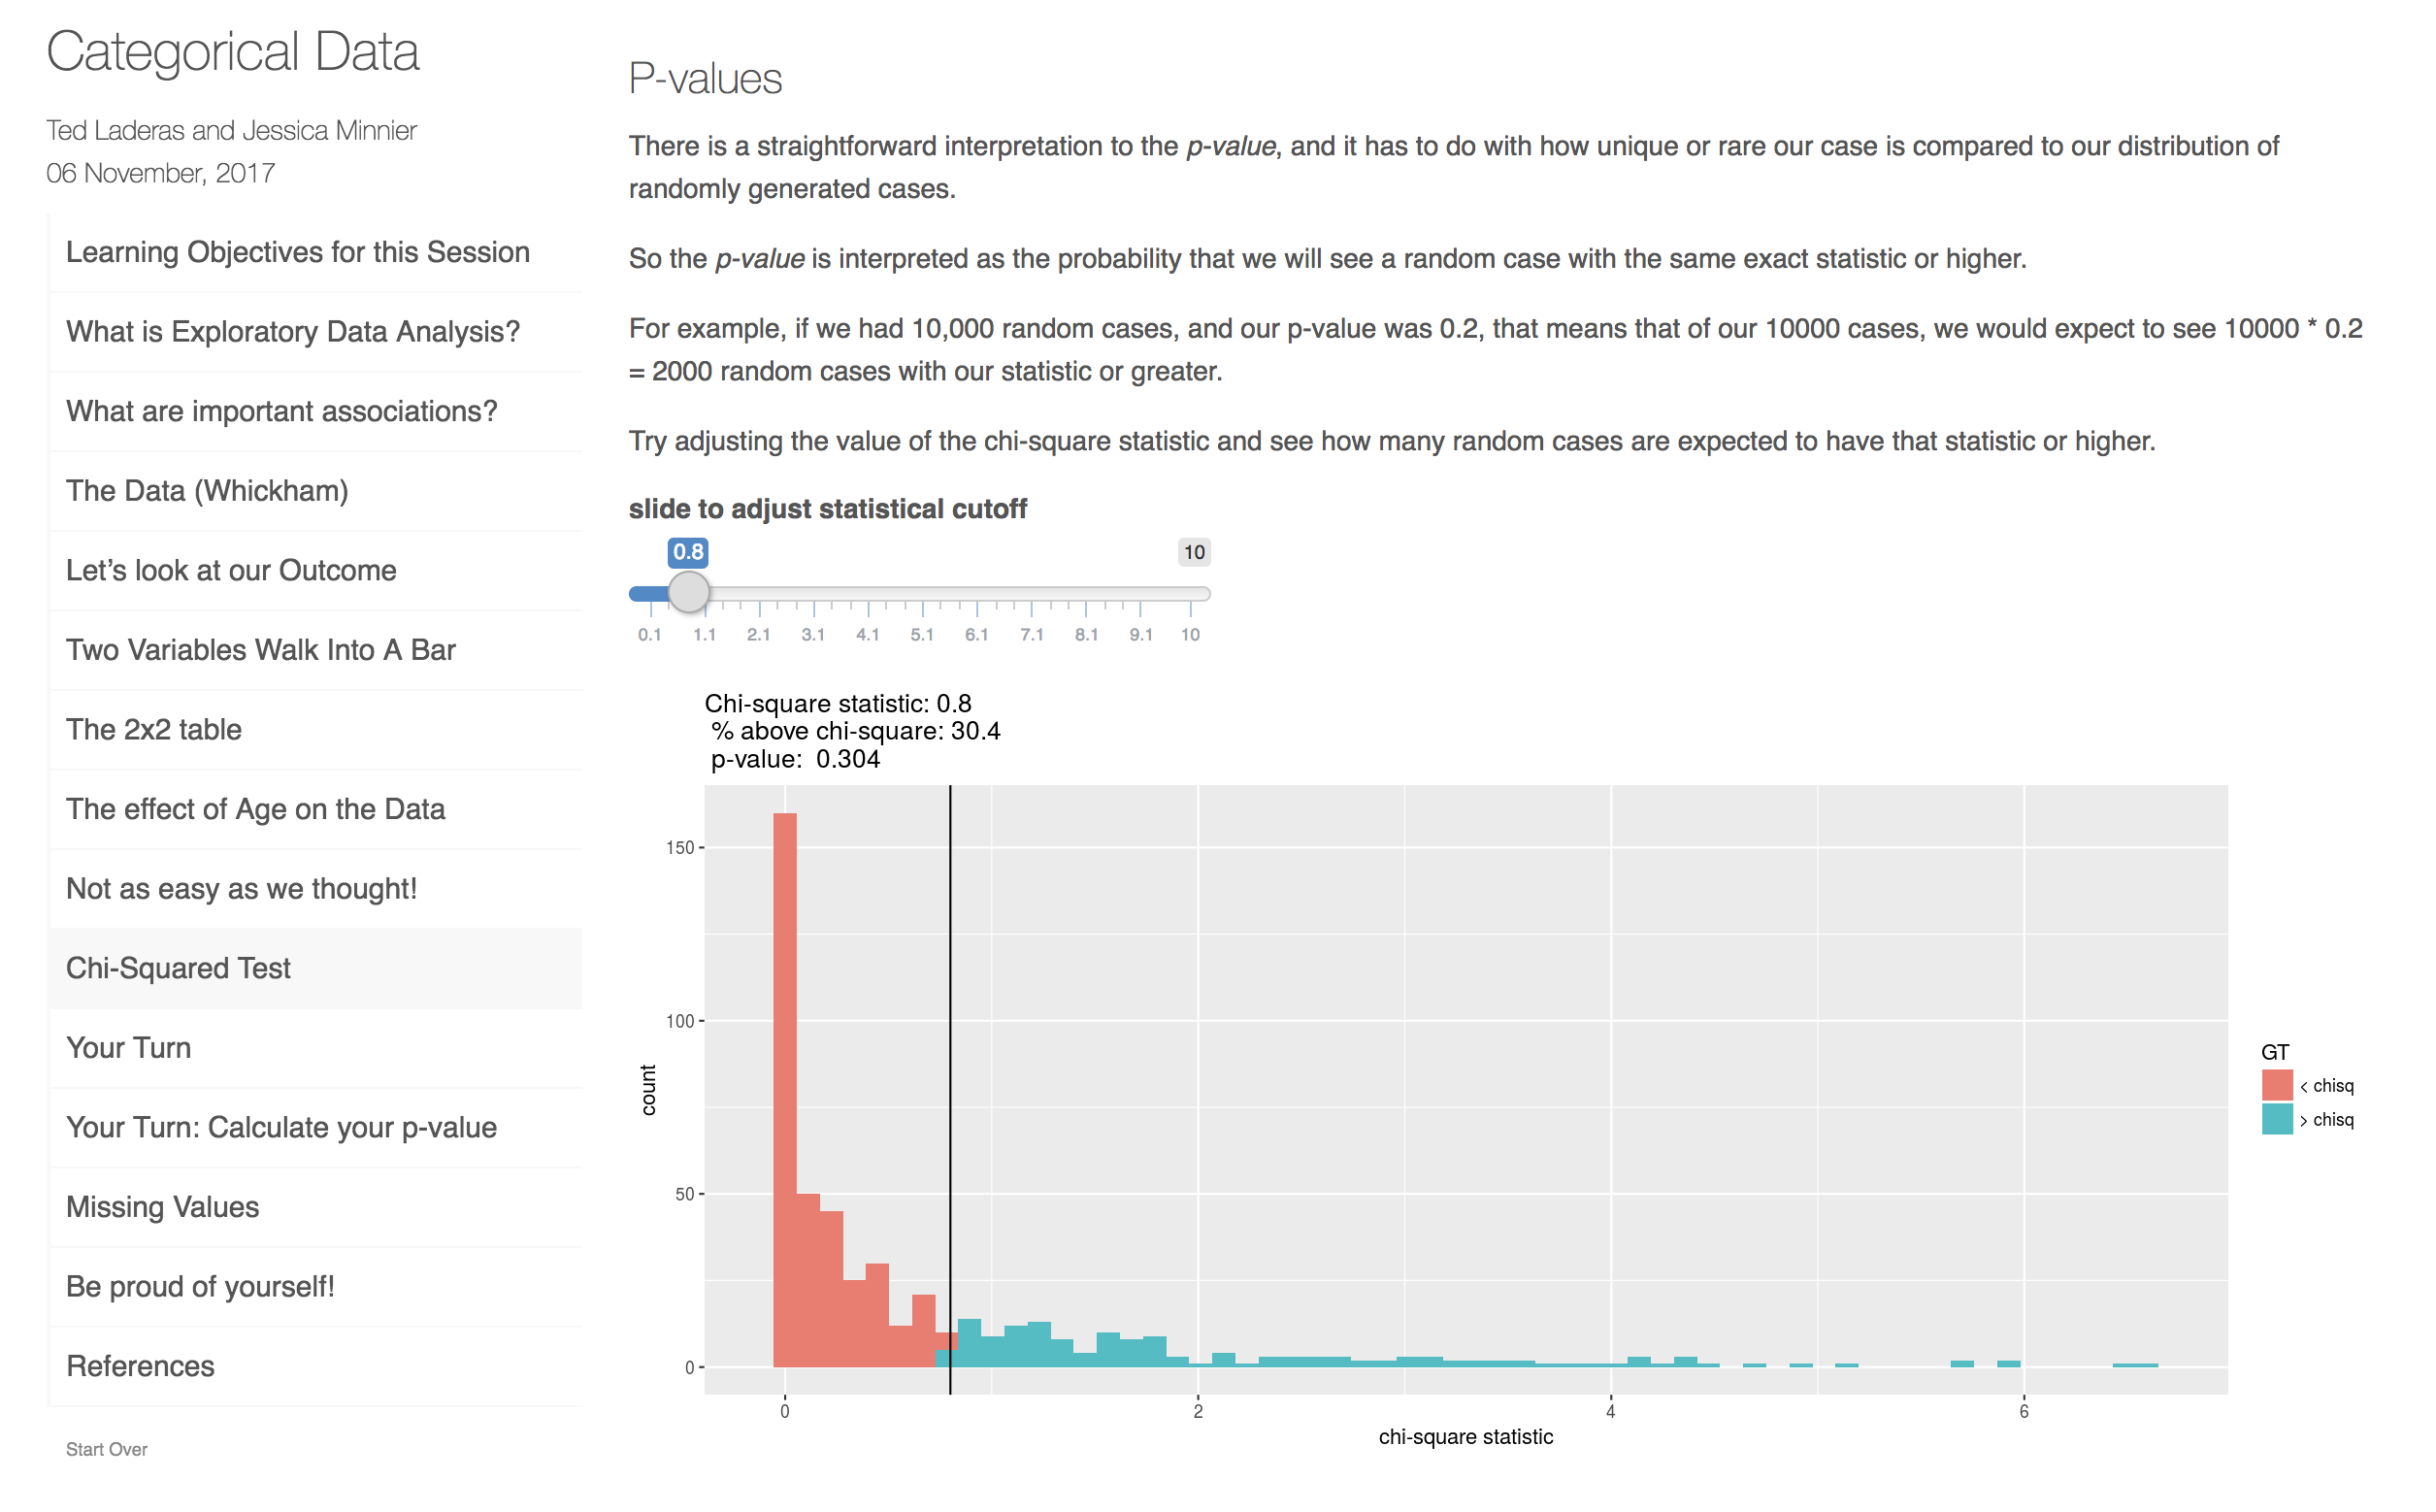 Categorical Data
Ted Laderas and Jessica Minnier
06 November, 2017
Learning Objectives for this Session
What is Exploratory Data Analysis?
What are important associations?
The Data (Whickham)
Let’s look at our Outcome
Two Variables Walk Into A Bar
The 2x2 table
The effect of Age on the Data
Not as easy as we thought!
Chi-Squared Test
Your Turn
Your Turn: Calculate your p-value
Missing Values
Be proud of yourself!
References
Start Over
P-values
There is a straightforward interpretation to the p-value, and it has to do with how unique or rare our case is compared to our distribution of
randomly generated cases.
So the p-value is interpreted as the probability that we will see a random case with the same exact statistic or higher.
For example, if we had 10,000 random cases, and our p-value was 0.2, that means that of our 10000 cases, we would expect to see 10000 * 0.2
= 2000 random cases with our statistic or greater.
Try adjusting the value of the chi-square statistic and see how many random cases are expected to have that statistic or higher.
slide to adjust statistical cutoff
0.8 10
0.1 1.1 2.1 3.1 4.1 5.1 6.1 7.1 8.1 9.1 10
Chi-square statistic: 0.8
% above chi-square: 30.4
p-value: 0.304
150
100
50
0
count
0 2 4 6
chi-square statistic
GT
< chisq
> chisq